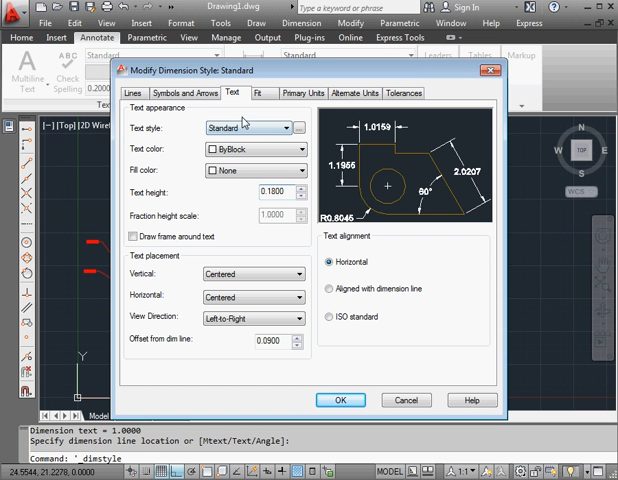 Drawing1.dwg
Type a keyword or phrase
Sign In
File Edit View Insert Format Tools Draw Dimension Modify Parametric Window Help Express
Home Insert Annotate Parametric View Manage Output Plug-ins Online Express Tools
Multiline
Text
Check
Spelling
Standard
0.2000
Standard
Leaders
Tables
Markup
Modify Dimension Style: Standard
Lines Symbols and Arrows Text Fit Primary Units Alternate Units Tolerances
Text appearance
Text style: Standard ...
Text color: ByBlock
Fill color: None
Text height: 0.1800
Fraction height scale: 1.0000
Draw frame around text
Text placement
Vertical: Centered
Horizontal: Centered
View Direction: Left-to-Right
Offset from dim line: 0.0900
1.0159
1.1955
2.0207
60°
R0.8045
Text alignment
Horizontal
Aligned with dimension line
ISO standard
OK Cancel Help
[-] [Top] [2D Wire
N
W TOP E
S
WCS
Y
Model
Dimension text = 1.0000
Specify dimension line location or [Mtext/Text/Angle]:
Command: '_dimstyle
24.5544, 21.2278, 0.0000
MODEL
1:1